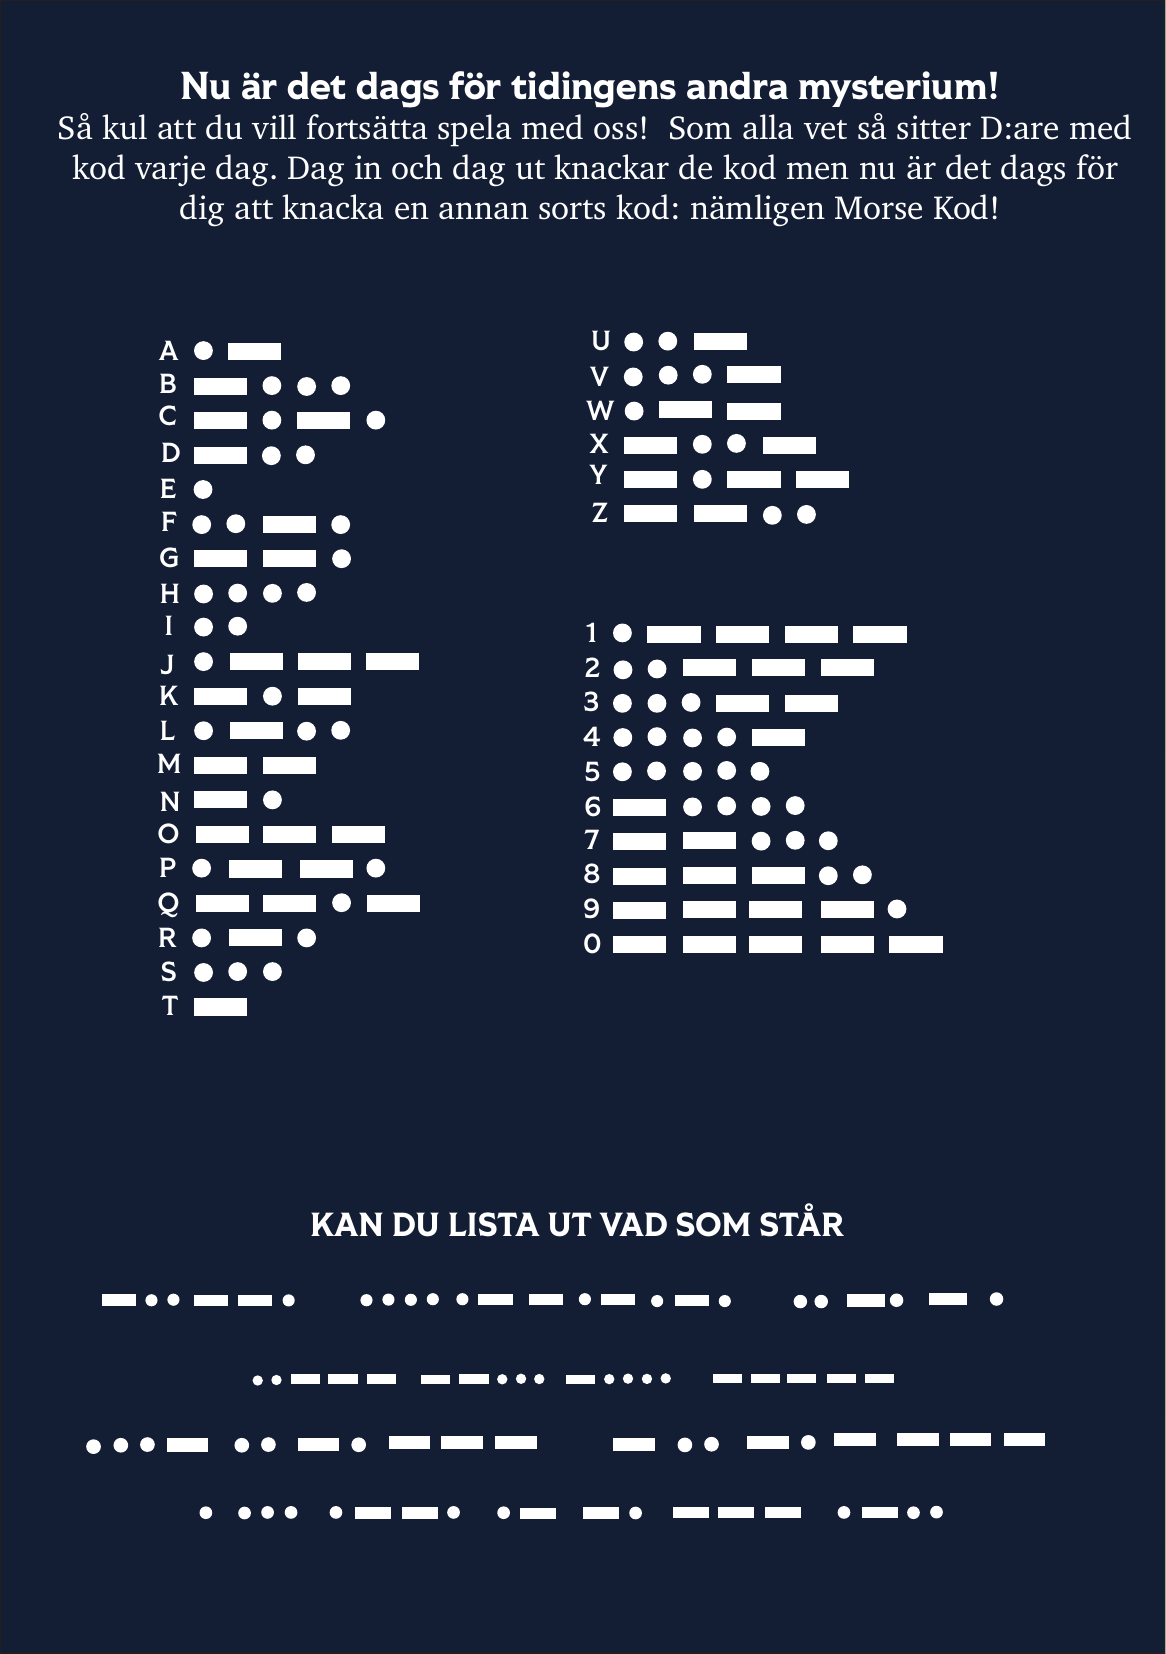 Nu är det dags för tidingens andra mysterium!
Så kul att du vill fortsätta spela med oss!  Som alla vet så sitter D:are med
kod varje dag. Dag in och dag ut knackar de kod men nu är det dags för
dig att knacka en annan sorts kod: nämligen Morse Kod!
A
B
C
D
E
F
G
H
I
J
K
L
M
N
O
P
Q
R
S
T
U
V
W
X
Y
Z
1
2
3
4
5
6
7
8
9
0
KAN DU LISTA UT VAD SOM STÅR